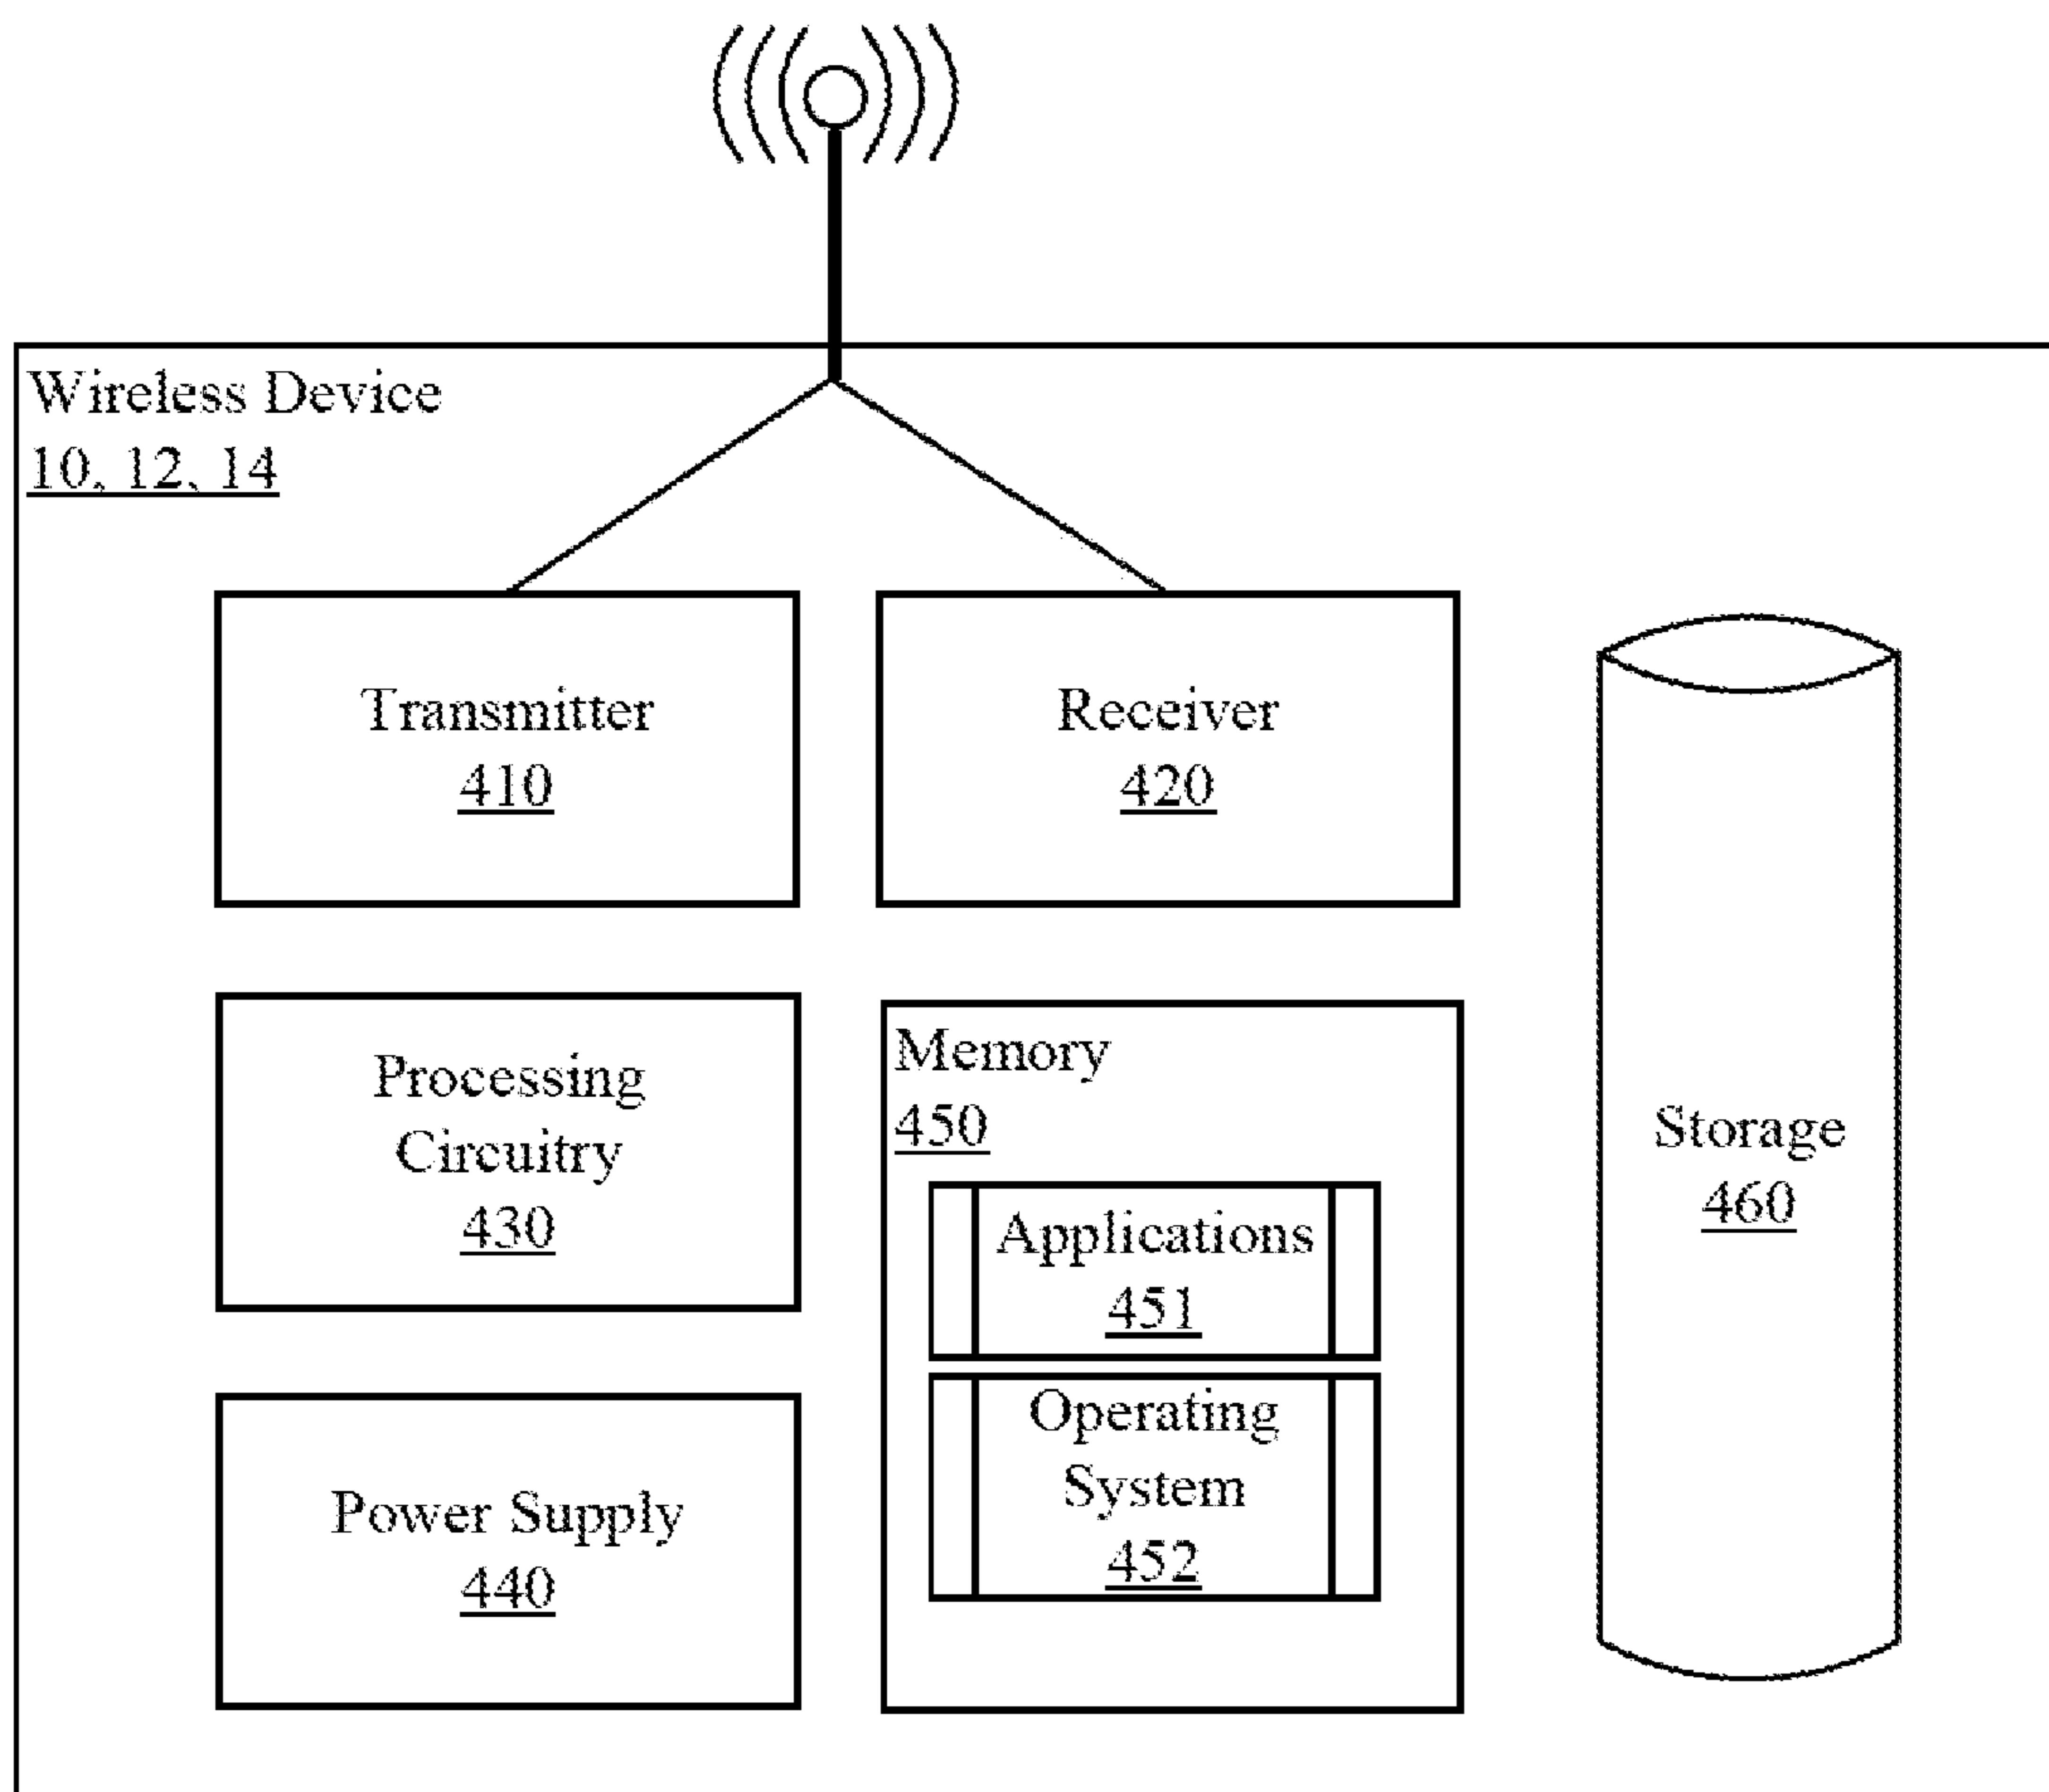 Wireless Device
10, 12, 14
Transmitter
410
Receiver
420
Processing
Circuitry
430
Memory
450
Applications
451
Operating
System
452
Storage
460
Power Supply
440